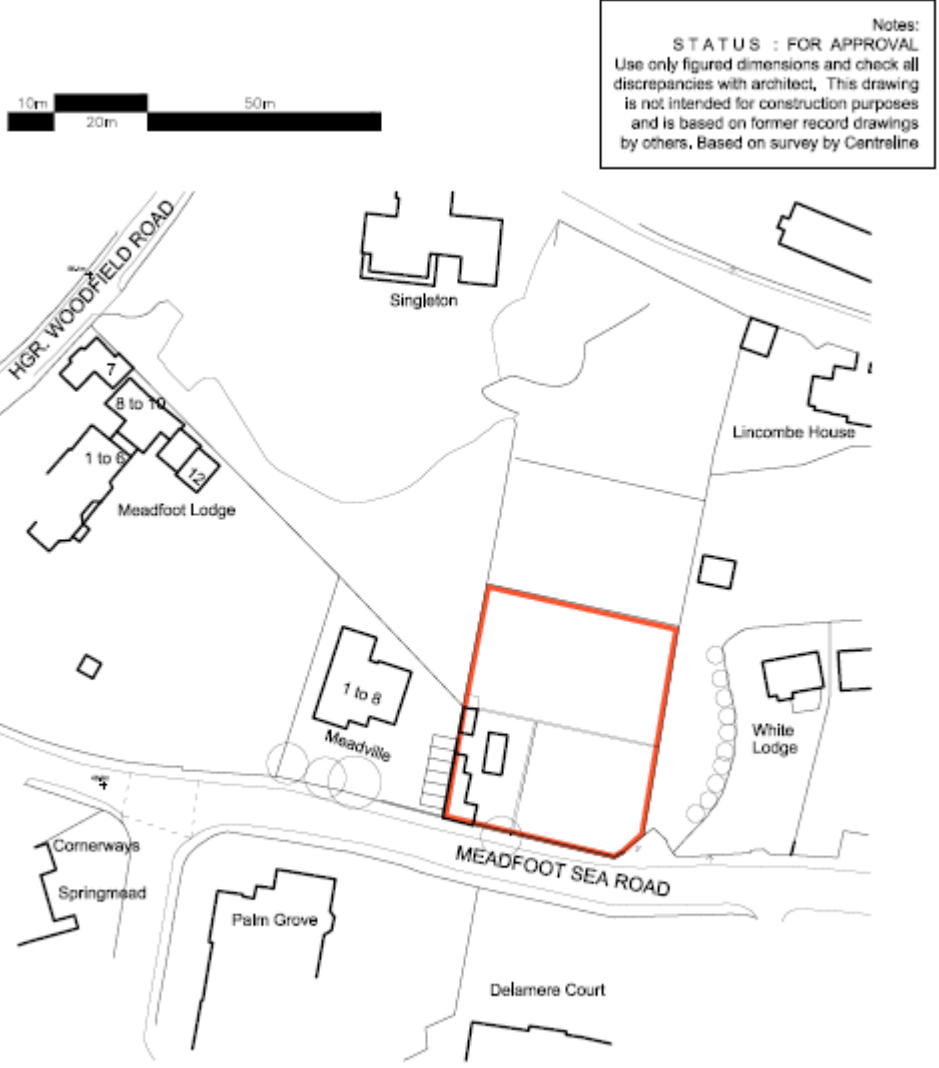 Notes:
STATUS : FOR APPROVAL
Use only figured dimensions and check all
discrepancies with architect, This drawing
is not intended for construction purposes
and is based on former record drawings
by others. Based on survey by Centreline
10m
50m
20m
HGR. WOODFIELD ROAD
Singleton
7
8 to 10
1 to 6
12
Meadfoot Lodge
Lincombe House
1 to 8
Meadville
White
Lodge
MEADFOOT SEA ROAD
Cornerways
Springmead
Palm Grove
Delamere Court